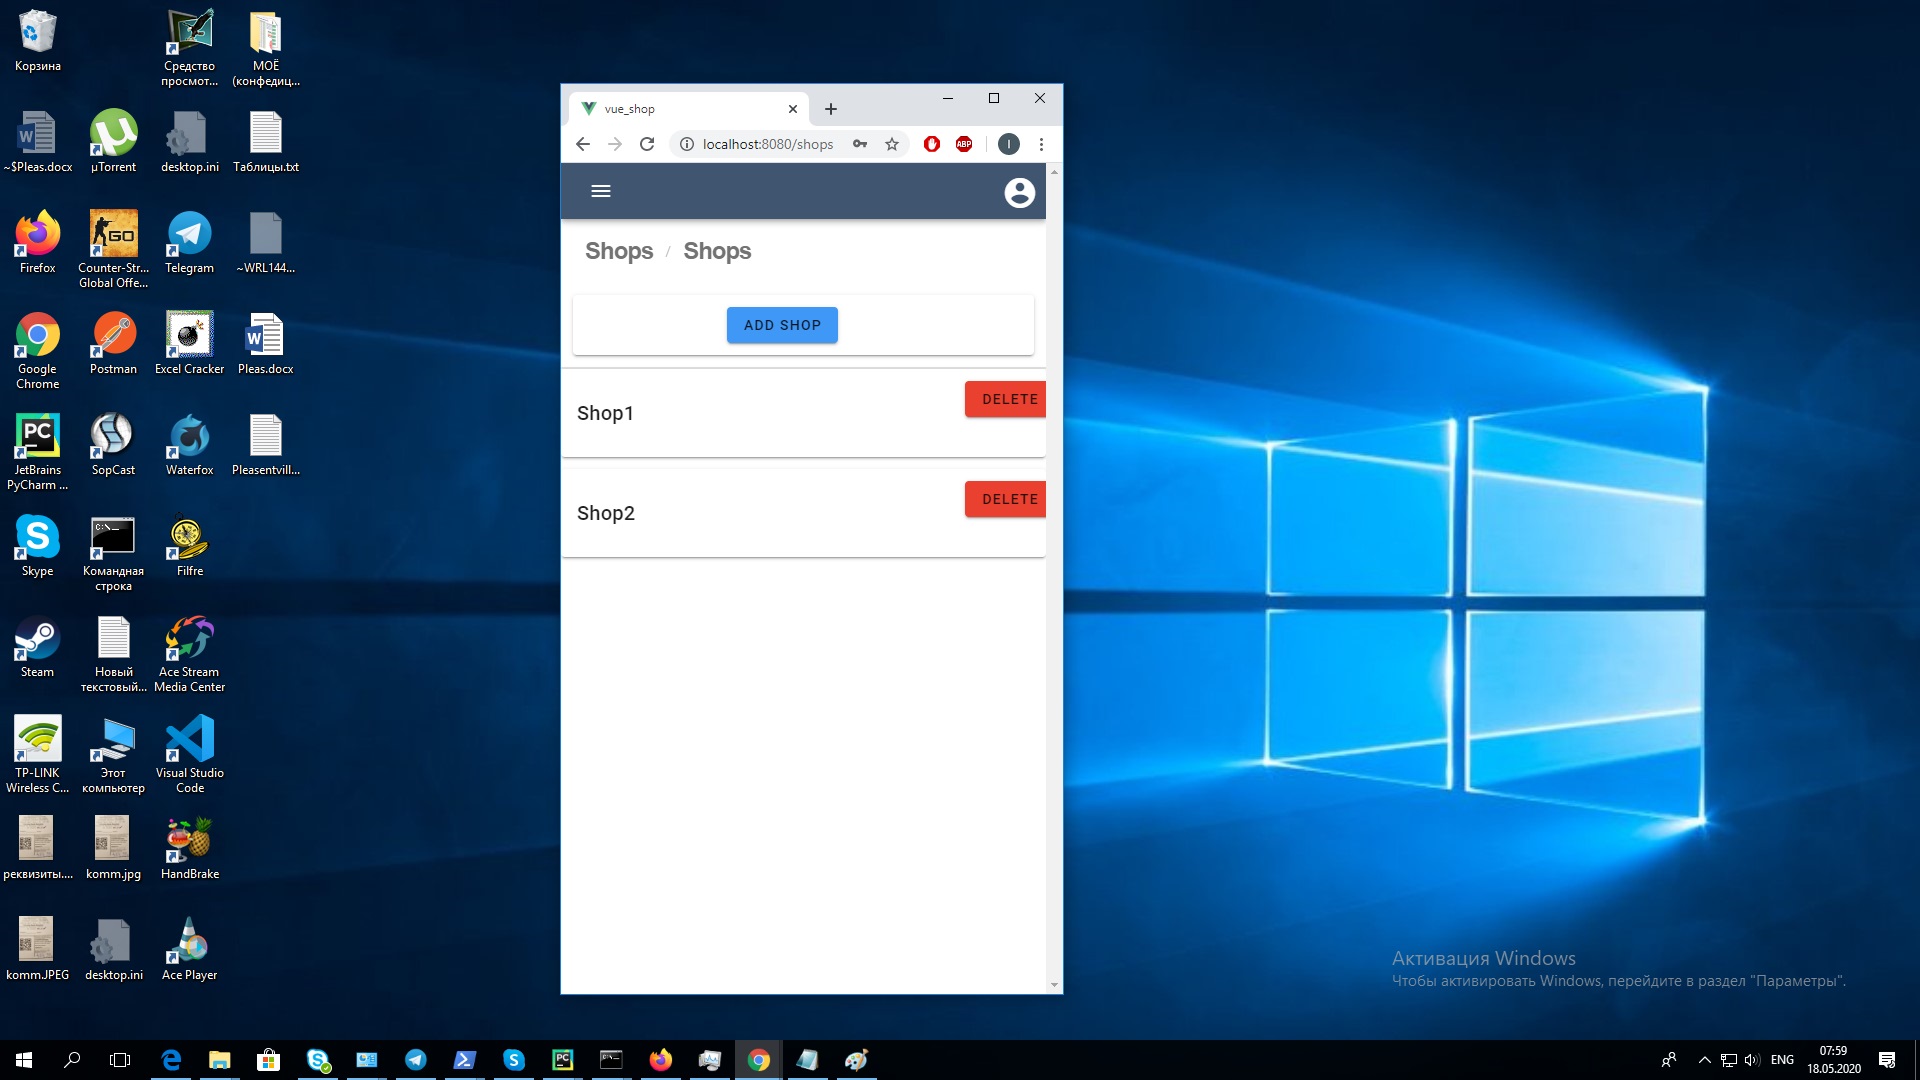 Корзина
Средство
просмот...
МОЁ
(конфедиц...
~$Pleas.docx
µTorrent
desktop.ini
Таблицы.txt
Firefox
Counter-Str...
Global Offe...
Telegram
~WRL144...
Google
Chrome
Postman
Excel Cracker
Pleas.docx
JetBrains
PyCharm ...
SopCast
Waterfox
Pleasentvill...
Skype
Командная
строка
Filfre
Steam
Новый
текстовый...
Ace Stream
Media Center
TP-LINK
Wireless C...
Этот
компьютер
Visual Studio
Code
реквизиты....
komm.jpg
HandBrake
komm.JPEG
desktop.ini
Ace Player
vue_shop
localhost:8080/shops
ABP
I
Shops / Shops
ADD SHOP
Shop1
DELETE
Shop2
DELETE
Активация Windows
Чтобы активировать Windows, перейдите в раздел "Параметры".
ENG
07:59
18.05.2020